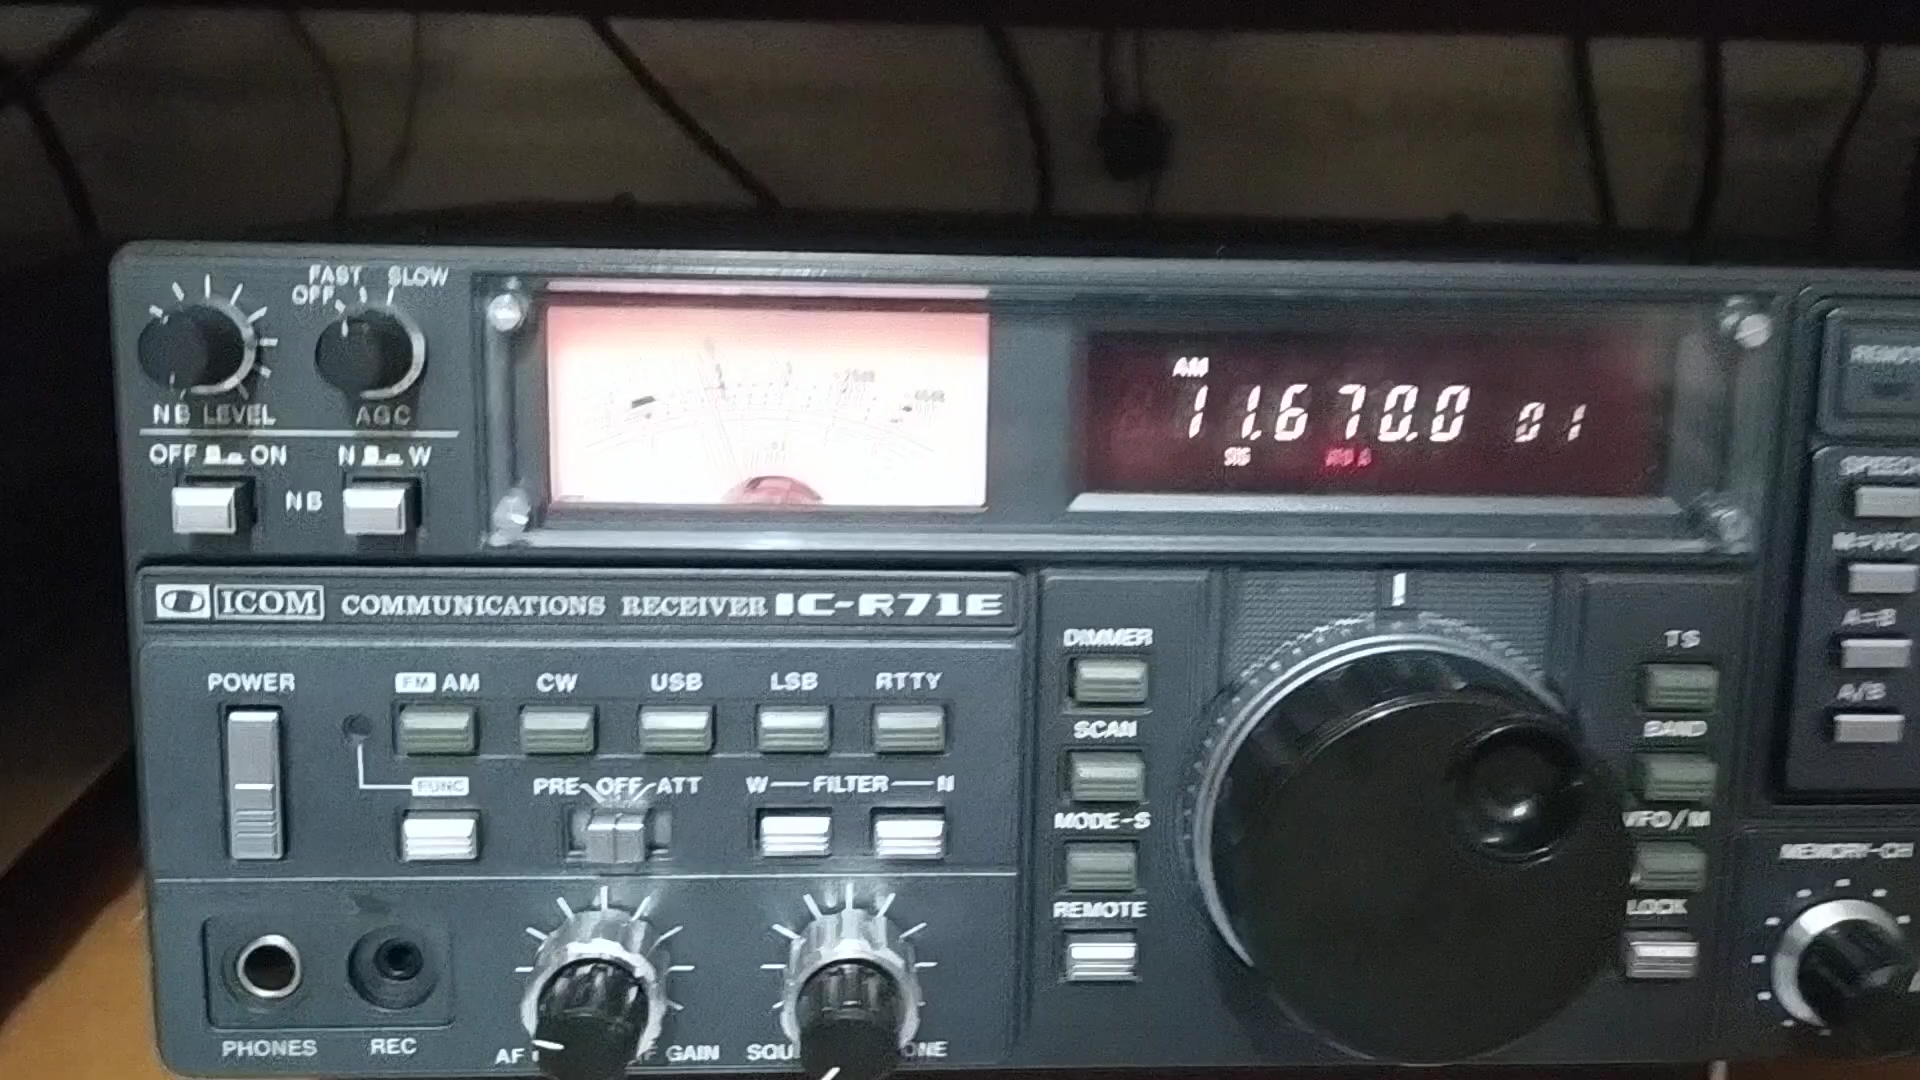 FAST SLOW
OFF
NB LEVEL AGC
OFF ON N W
NB
AM
11.670.0 01
ICOM COMMUNICATIONS RECEIVER IC-R71E
POWER FM AM CW USB LSB RTTY
FUNC PRE OFF ATT W FILTER N
PHONES REC AF GAIN
DIMMER
SCAN
MODE-S
REMOTE
TS
BAND
VFO/M
LOCK
SPEECH
M=VFO
A=B
A/B
MEMORY-CH